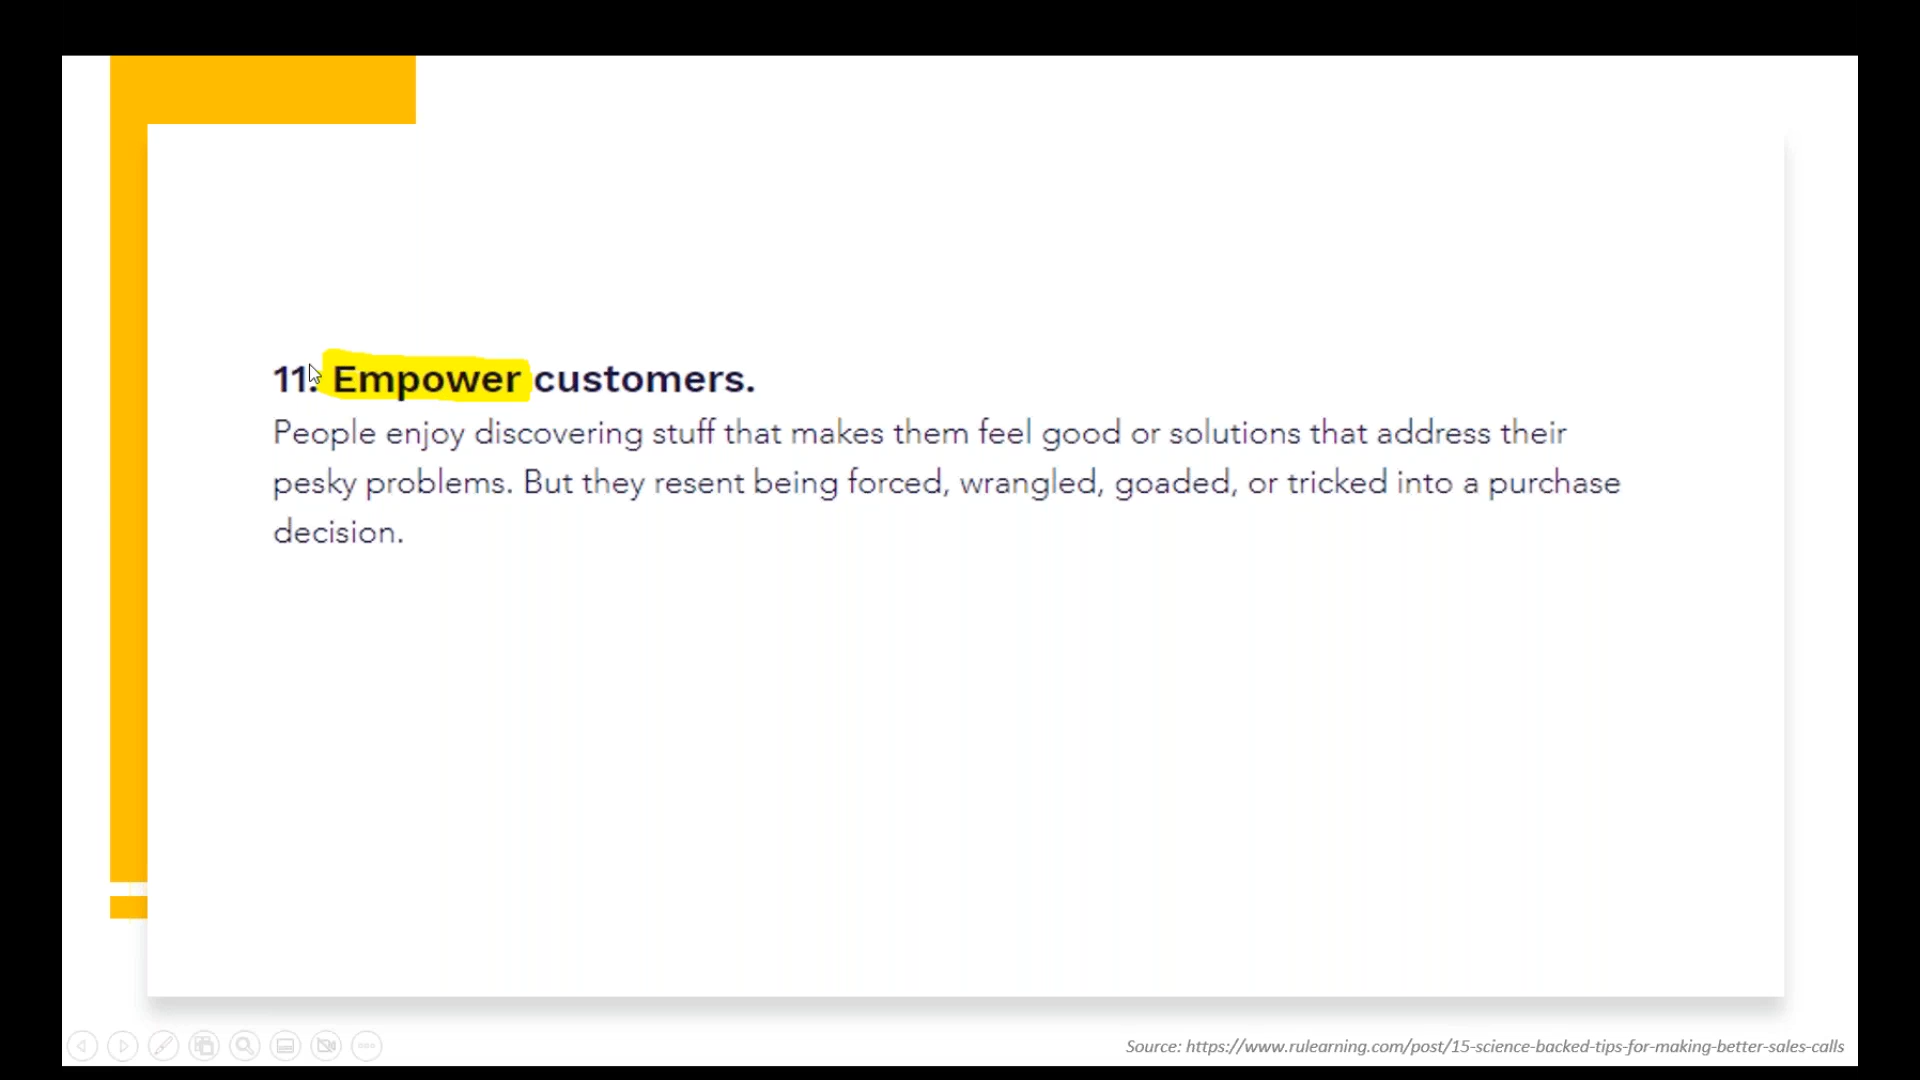 11. Empower customers.
People enjoy discovering stuff that makes them feel good or solutions that address their
pesky problems. But they resent being forced, wrangled, goaded, or tricked into a purchase
decision.
Source: https://www.rulearning.com/post/15-science-backed-tips-for-making-better-sales-calls